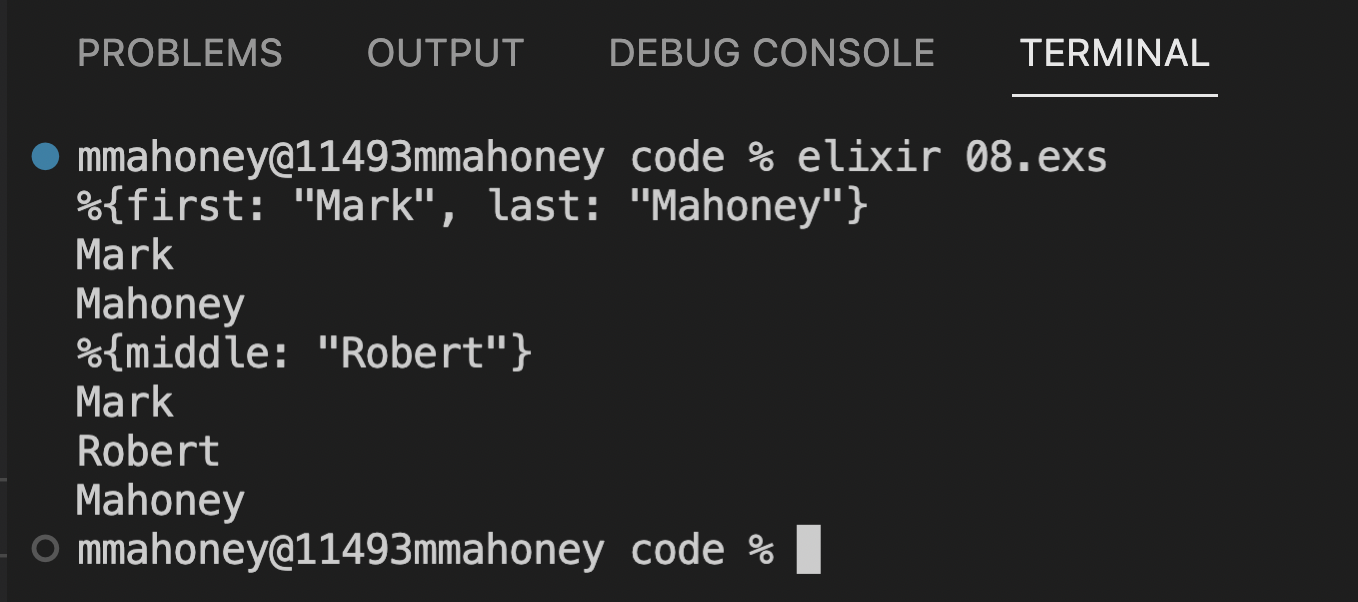 PROBLEMS OUTPUT DEBUG CONSOLE TERMINAL
mmahoney@11493mmahoney code % elixir 08.exs
%{first: "Mark", last: "Mahoney"}
Mark
Mahoney
%{middle: "Robert"}
Mark
Robert
Mahoney
mmahoney@11493mmahoney code %